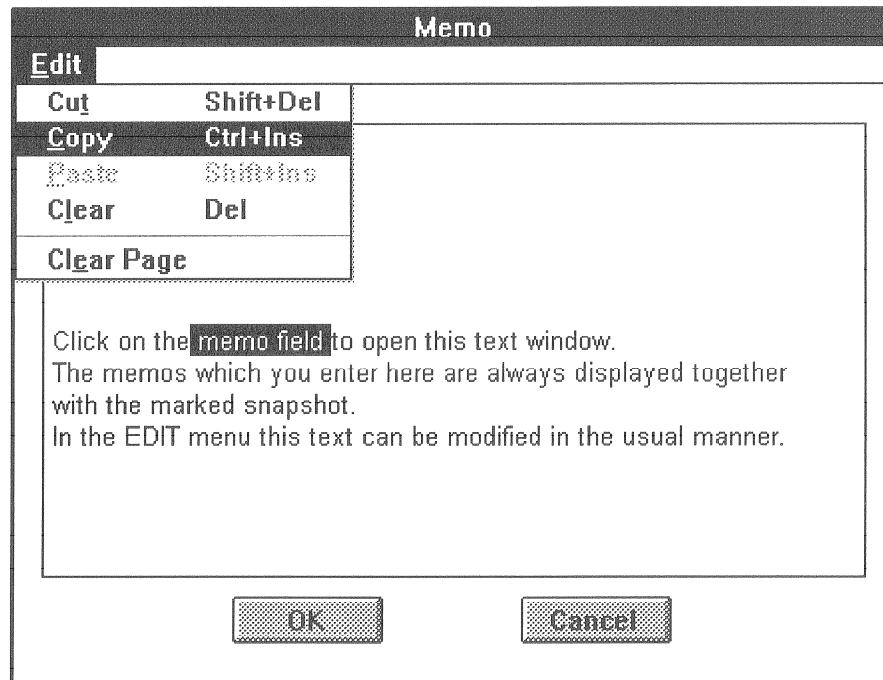 Memo
Edit
Cut Shift+Del
Copy Ctrl+Ins
Paste Shift+Ins
Clear Del
Clear Page
Click on the memo field to open this text window.
The memos which you enter here are always displayed together
with the marked snapshot.
In the EDIT menu this text can be modified in the usual manner.
OK Cancel